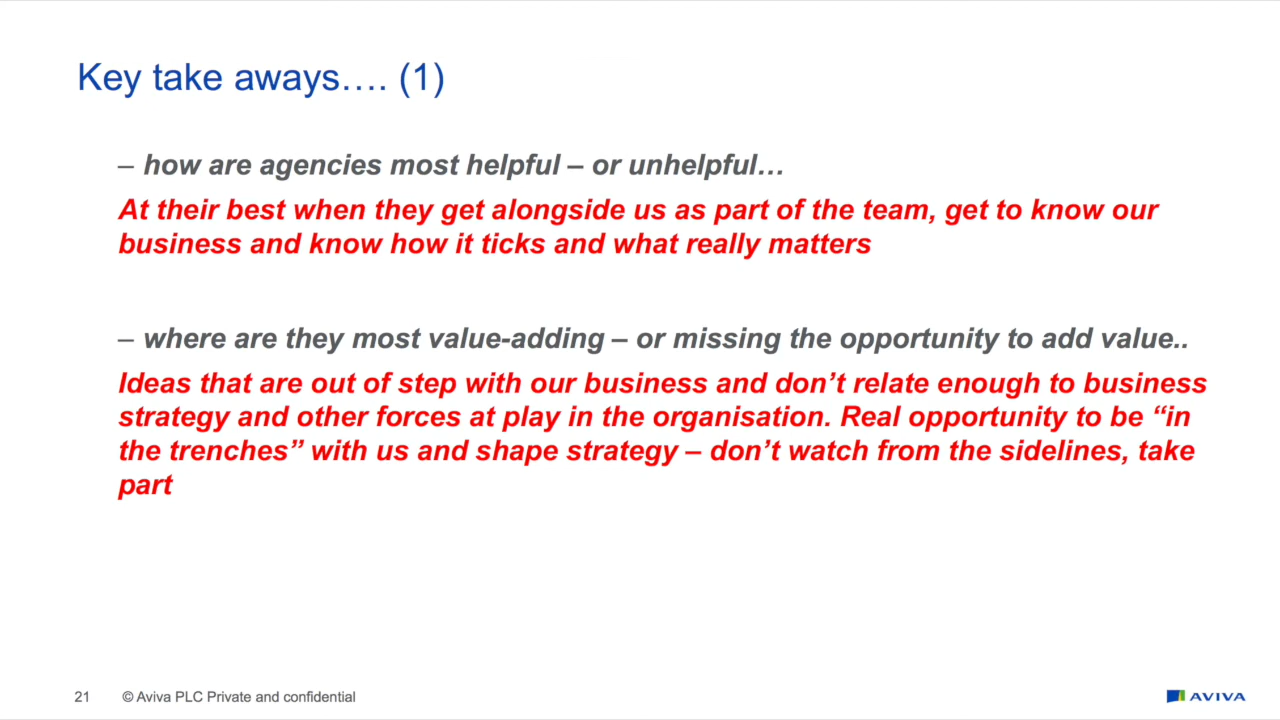 Key take aways…. (1)
– how are agencies most helpful – or unhelpful…
At their best when they get alongside us as part of the team, get to know our
business and know how it ticks and what really matters
– where are they most value-adding – or missing the opportunity to add value..
Ideas that are out of step with our business and don’t relate enough to business
strategy and other forces at play in the organisation. Real opportunity to be “in
the trenches” with us and shape strategy – don’t watch from the sidelines, take
part
21 © Aviva PLC Private and confidential
AVIVA